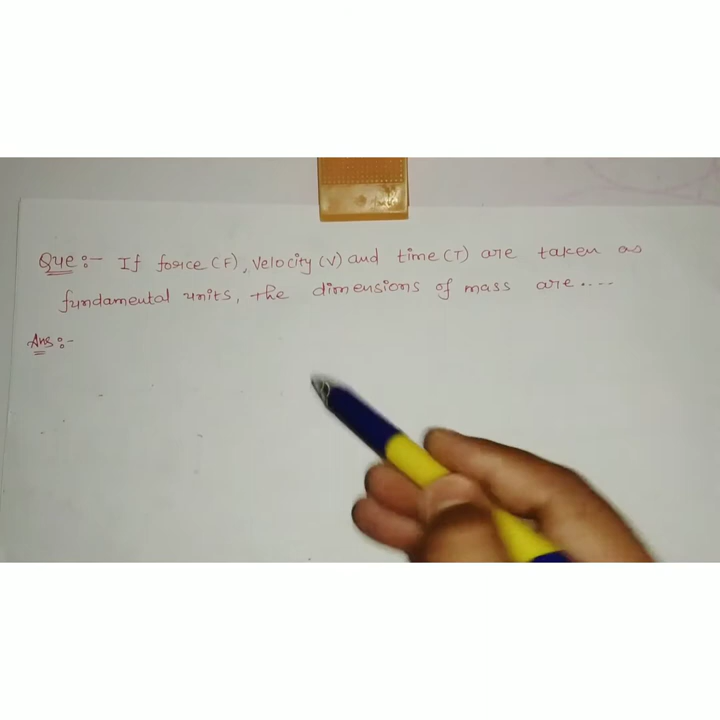 Que:- If force (F), Velocity (V) and time (T) are taken as
fundamental units, the dimensions of mass are....
Ans:-